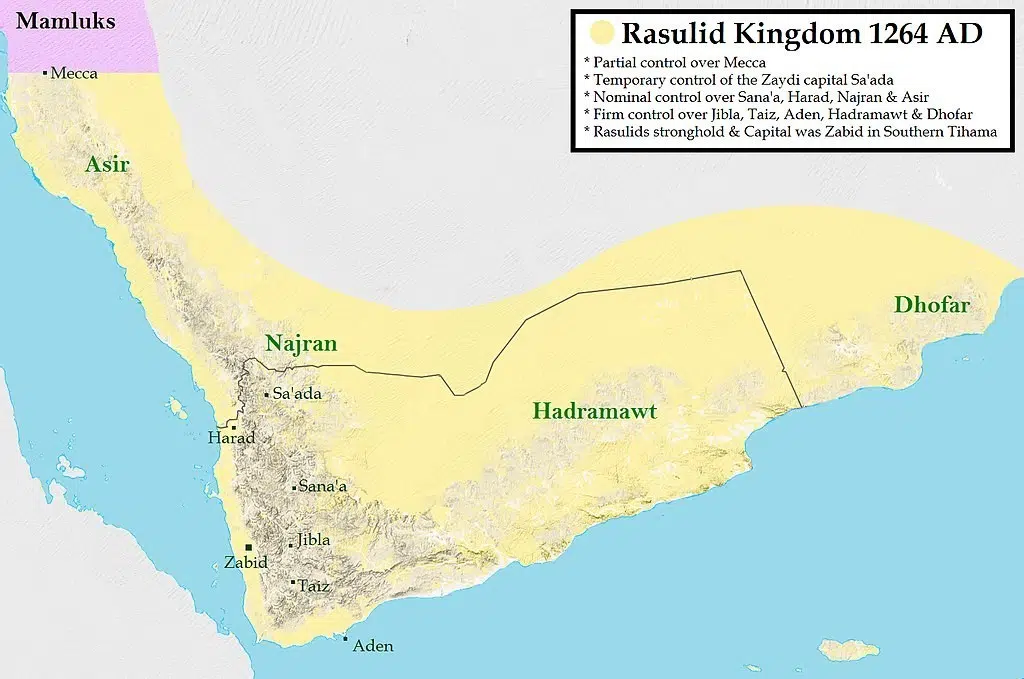 Mamluks
Rasulid Kingdom 1264 AD
* Partial control over Mecca
* Temporary control of the Zaydi capital Sa'ada
* Nominal control over Sana'a, Harad, Najran & Asir
* Firm control over Jibla, Taiz, Aden, Hadramawt & Dhofar
* Rasulids stronghold & Capital was Zabid in Southern Tihama
Mecca
Asir
Dhofar
Najran
Sa'ada
Hadramawt
Harad
Sana'a
Jibla
Zabid
Taiz
Aden